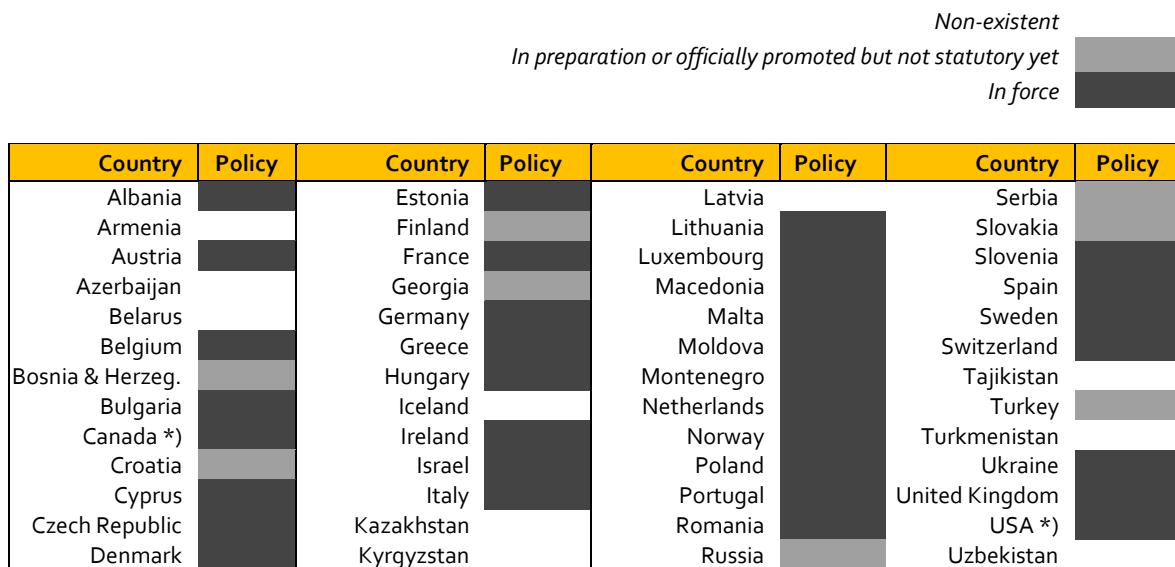 Non-existent
In preparation or officially promoted but not statutory yet
In force
Country Policy Country Policy Country Policy Country Policy
Albania Estonia Latvia Serbia
Armenia Finland Lithuania Slovakia
Austria France Luxembourg Slovenia
Azerbaijan Georgia Macedonia Spain
Belarus Germany Malta Sweden
Belgium Greece Moldova Switzerland
Bosnia & Herzeg. Hungary Montenegro Tajikistan
Bulgaria Iceland Netherlands Turkey
Canada *) Ireland Norway Turkmenistan
Croatia Israel Poland Ukraine
Cyprus Italy Portugal United Kingdom
Czech Republic Kazakhstan Romania USA *)
Denmark Kyrgyzstan Russia Uzbekistan